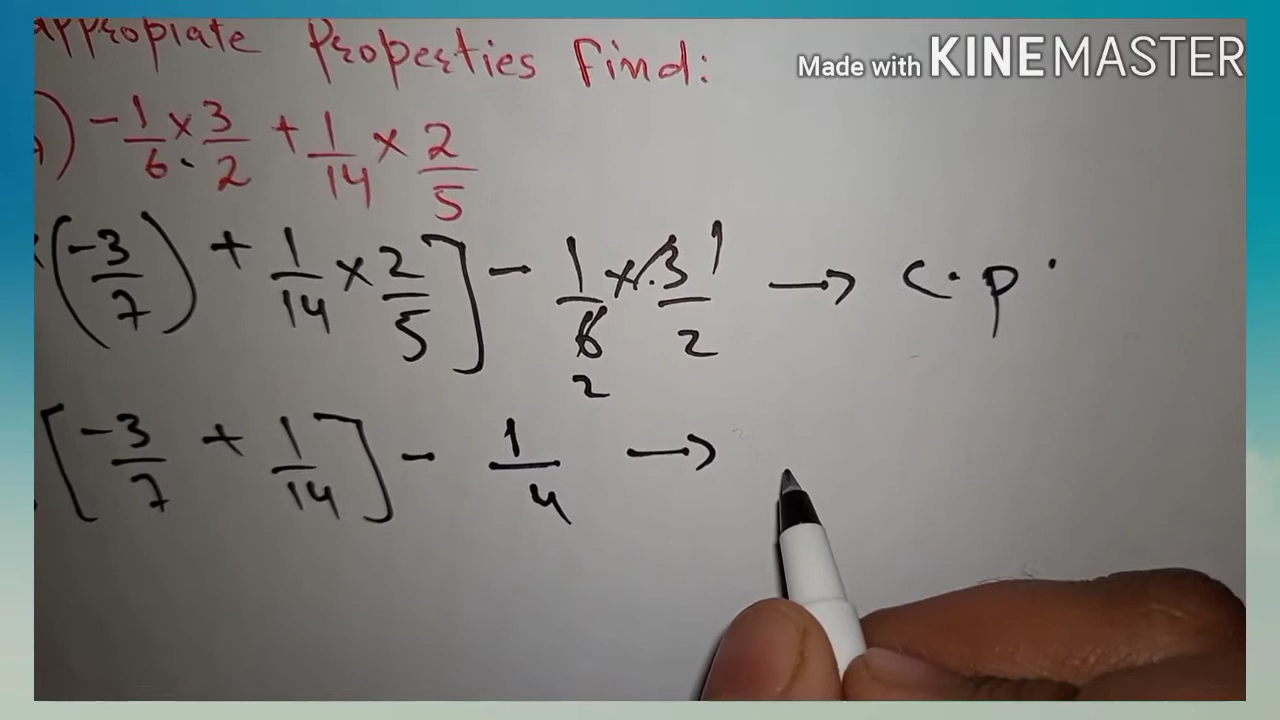 Made with KINEMASTER
appropiate Properties Find:
) -1/6 × 3/2 + 1/14 × 2/5
(-3/7) + 1/14 × 2/5] - 1/6 2 × 3/2 1 → C.P.
[-3/7 + 1/14] - 1/4 →